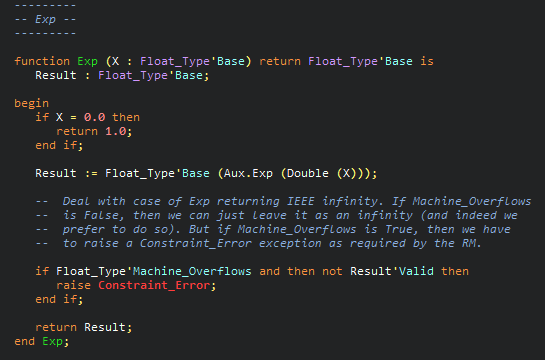 ---------
-- Exp --
---------
function Exp (X : Float_Type'Base) return Float_Type'Base is
   Result : Float_Type'Base;
begin
   if X = 0.0 then
      return 1.0;
   end if;
   Result := Float_Type'Base (Aux.Exp (Double (X)));
   --  Deal with case of Exp returning IEEE infinity. If Machine_Overflows
   --  is False, then we can just leave it as an infinity (and indeed we
   --  prefer to do so). But if Machine_Overflows is True, then we have
   --  to raise a Constraint_Error exception as required by the RM.
   if Float_Type'Machine_Overflows and then not Result'Valid then
      raise Constraint_Error;
   end if;
   return Result;
end Exp;